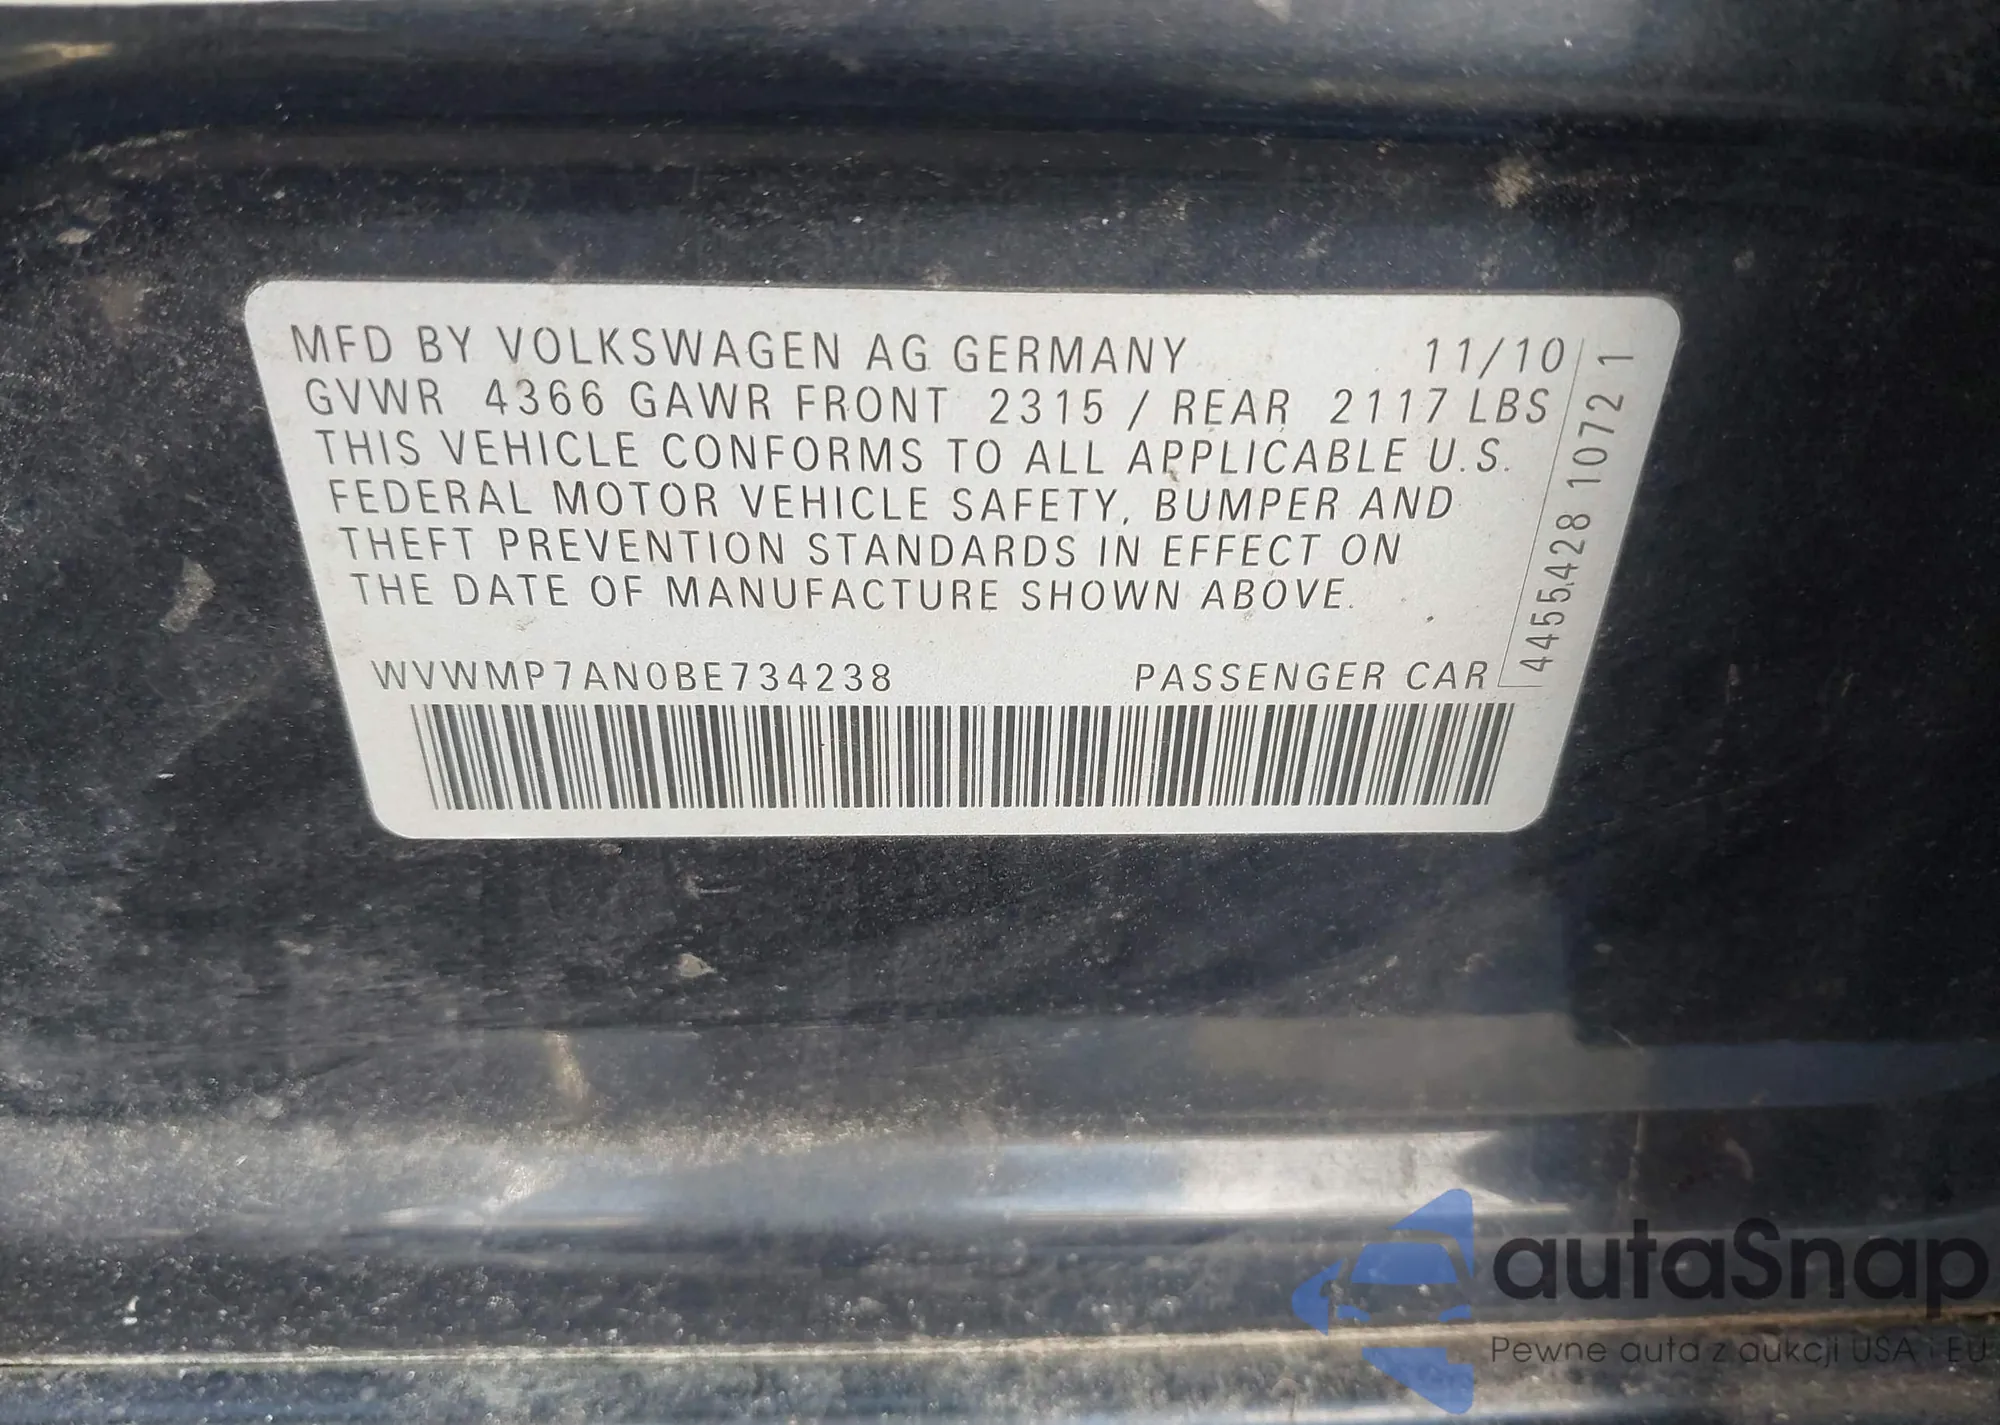 MFD BY VOLKSWAGEN AG GERMANY 11/10
GVWR 4366 GAWR FRONT 2315 / REAR 2117 LBS
THIS VEHICLE CONFORMS TO ALL APPLICABLE U.S.
FEDERAL MOTOR VEHICLE SAFETY, BUMPER AND
THEFT PREVENTION STANDARDS IN EFFECT ON
THE DATE OF MANUFACTURE SHOWN ABOVE.
WVWMP7AN0BE734238 PASSENGER CAR
4455428 1072 1
autaSnap
Pewne auta z aukcji USA i EU